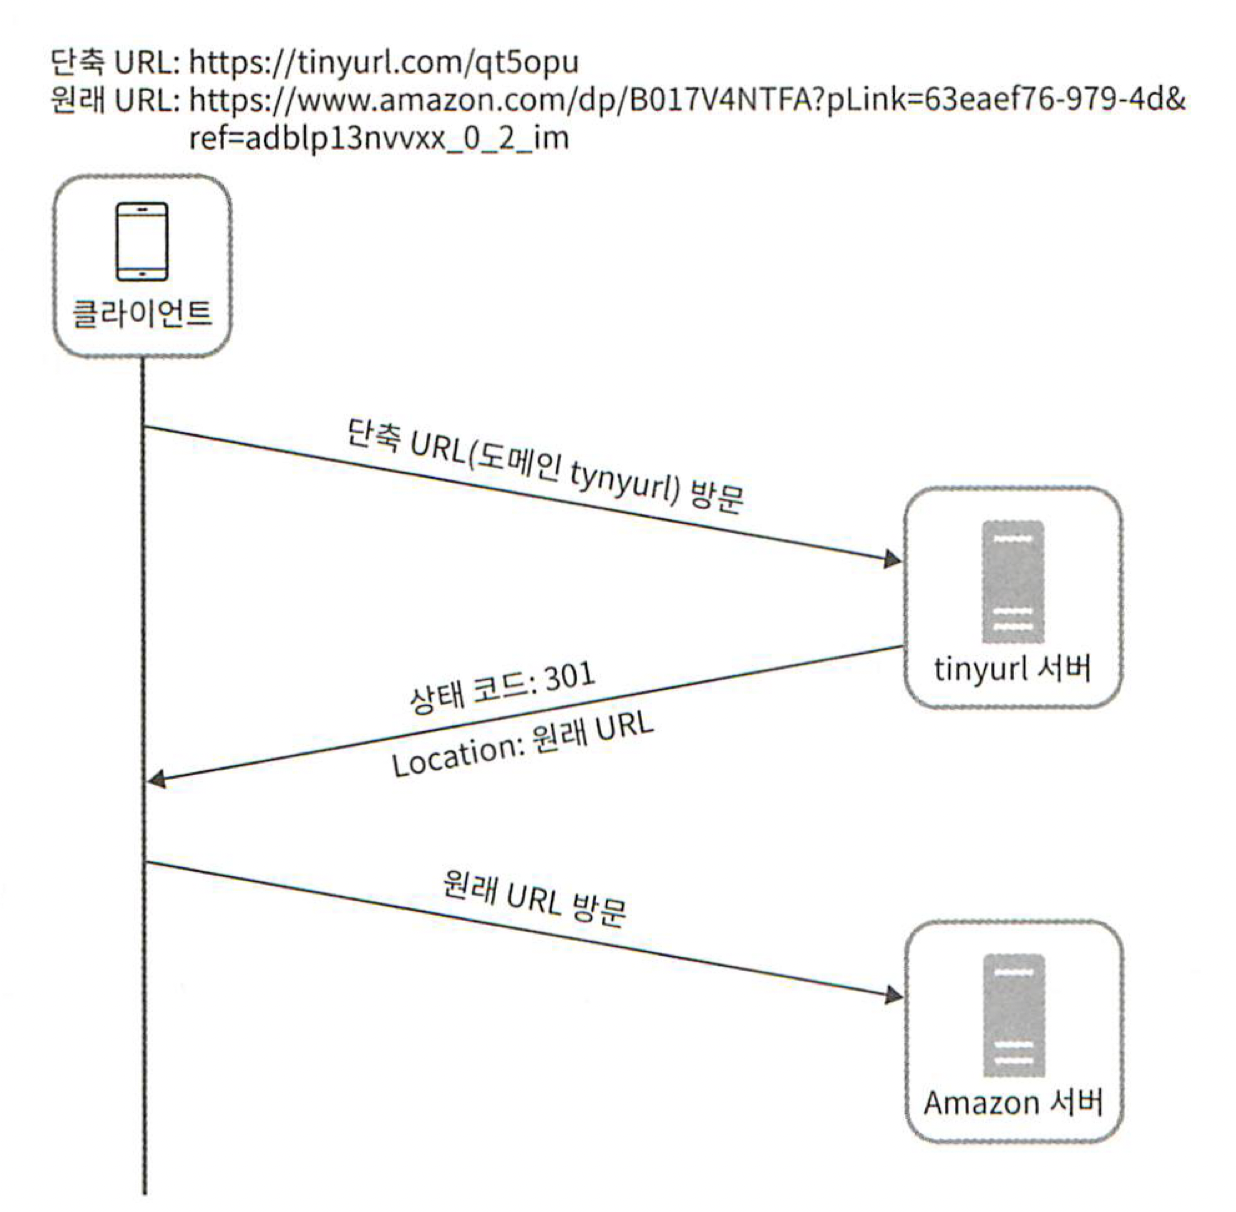 단축 URL: https://tinyurl.com/qt5opu
원래 URL: https://www.amazon.com/dp/B017V4NTFA?pLink=63eaef76-979-4d&
ref=adblp13nvvxx_0_2_im
클라이언트
단축 URL(도메인 tynyurl) 방문
tinyurl 서버
상태 코드: 301
Location: 원래 URL
원래 URL 방문
Amazon 서버